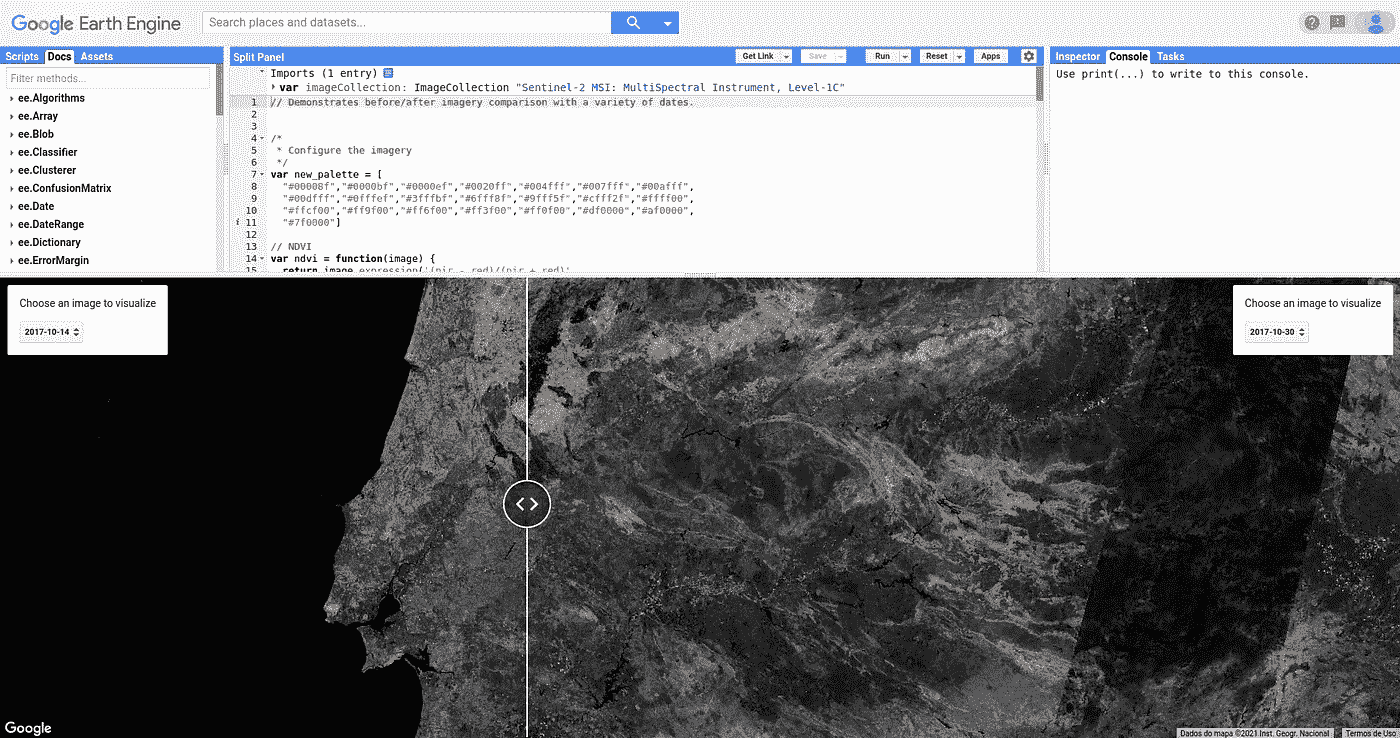 Google Earth Engine
Search places and datasets...
Scripts Docs Assets
Filter methods...
ee.Algorithms
ee.Array
ee.Blob
ee.Classifier
ee.Clusterer
ee.ConfusionMatrix
ee.Date
ee.DateRange
ee.Dictionary
ee.ErrorMargin
Split Panel
Get Link Save Run Reset Apps
Imports (1 entry)
var imageCollection: ImageCollection "Sentinel-2 MSI: MultiSpectral Instrument, Level-1C"
1 // Demonstrates before/after imagery comparison with a variety of dates.
2
3
4 /*
5 * Configure the imagery
6 */
7 var new_palette = [
8 "#00008f","#0000bf","#0000ef","#0020ff","#004fff","#007fff","#00afff",
9 "#00dfff","#0fffef","#3fffbf","#6fff8f","#9fff5f","#cfff2f","#ffff00",
10 "#ffcf00","#ff9f00","#ff6f00","#ff3f00","#ff0f00","#df0000","#af0000",
i 11 "#7f0000"]
12
13 // NDVI
14 var ndvi = function(image) {
15 return image.expression('(nir - red)/(nir + red)'
Inspector Console Tasks
Use print(...) to write to this console.
Choose an image to visualize
2017-10-14
Choose an image to visualize
2017-10-30
Google
Dados do mapa ©2021 Inst. Geogr. Nacional
Termos de Uso